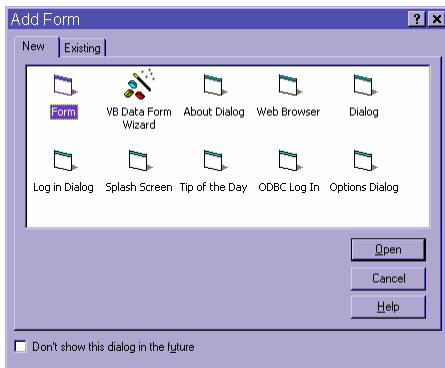 Add Form
New Existing
Form VB Data Form Wizard About Dialog Web Browser Dialog
Log in Dialog Splash Screen Tip of the Day ODBC Log In Options Dialog
Open
Cancel
Help
Don't show this dialog in the future